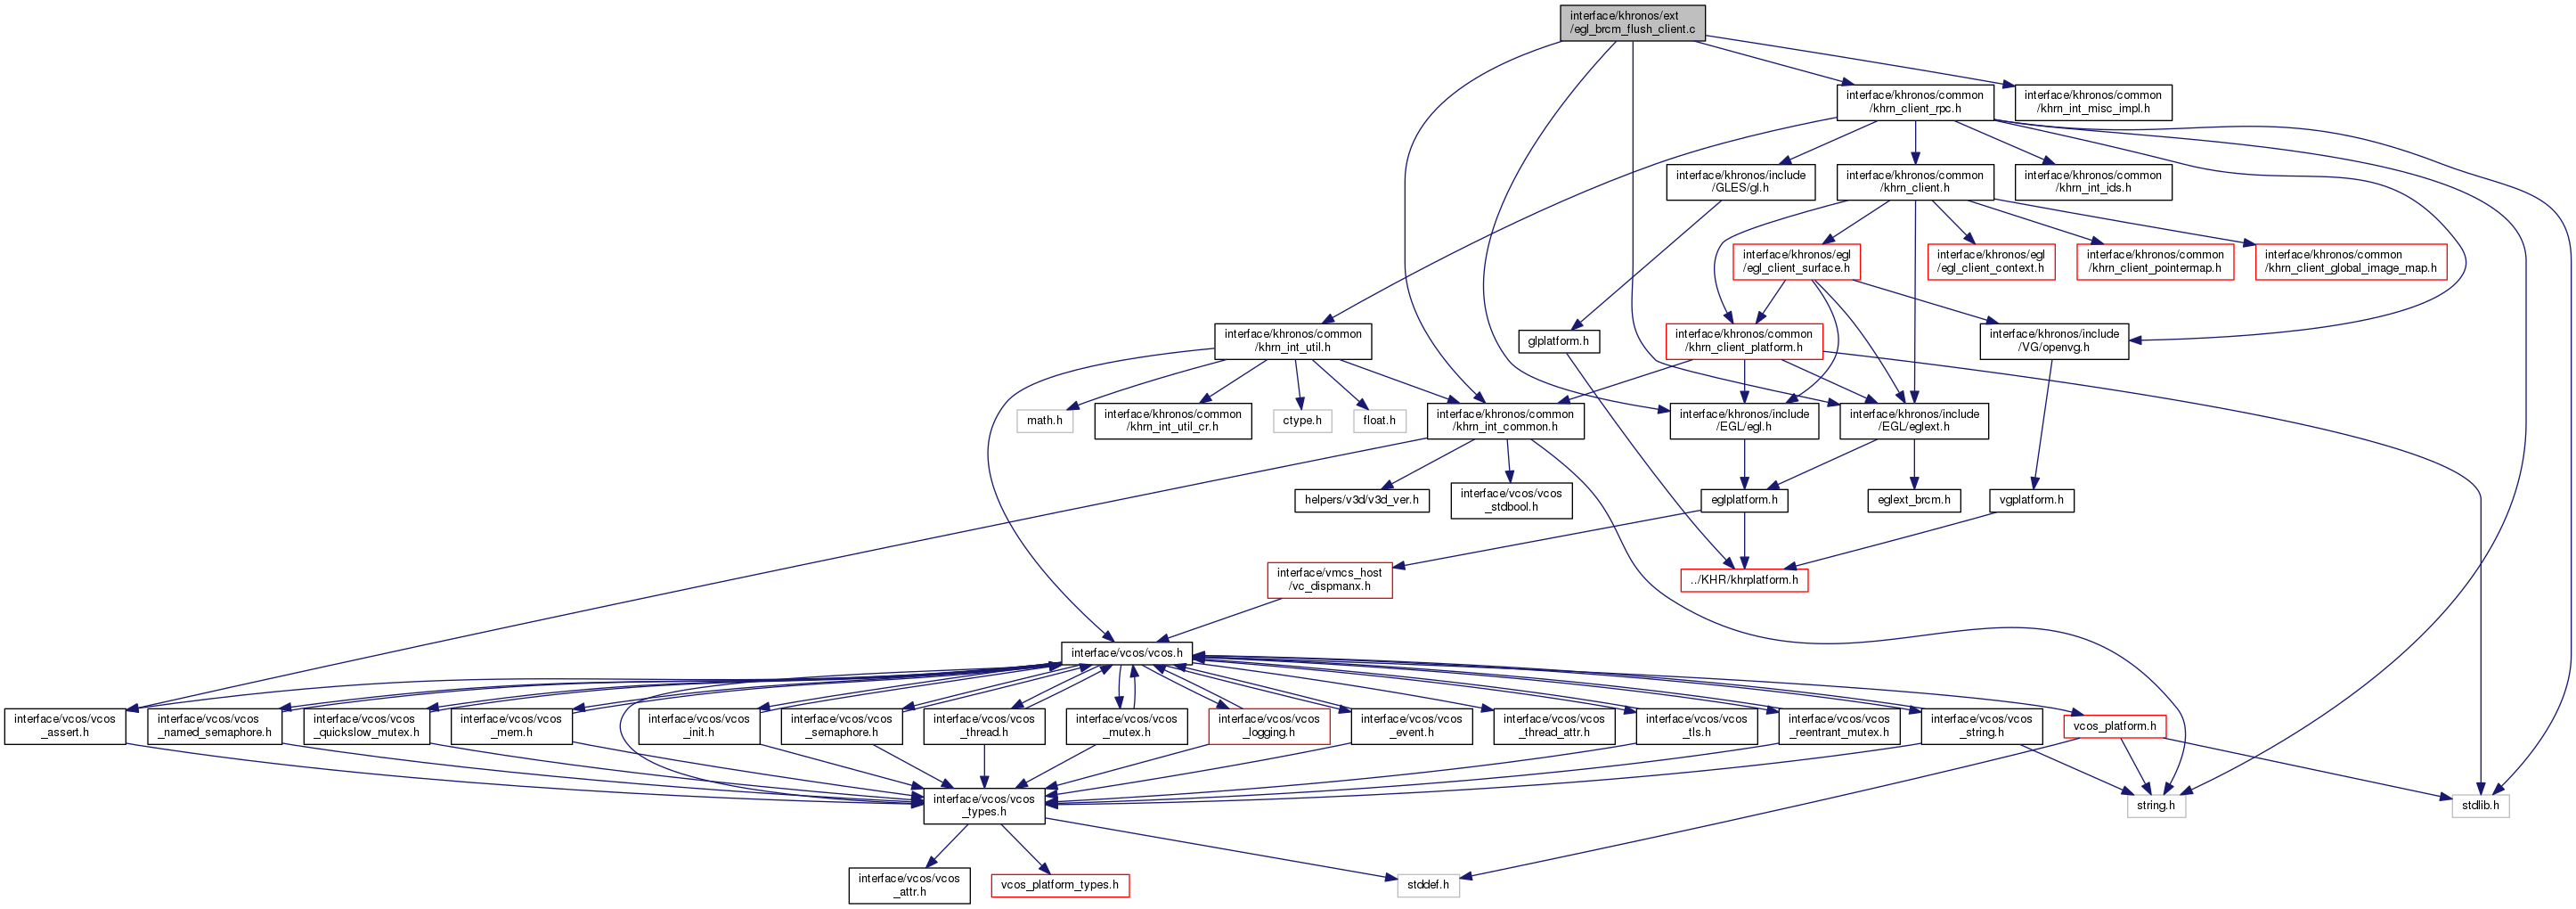 interface/khronos/ext
/egl_brcm_flush_client.c
interface/khronos/common
/khrn_client_rpc.h
interface/khronos/common
/khrn_int_misc_impl.h
interface/khronos/include
/GLES/gl.h
interface/khronos/common
/khrn_client.h
interface/khronos/common
/khrn_int_ids.h
interface/khronos/egl
/egl_client_surface.h
interface/khronos/egl
/egl_client_context.h
interface/khronos/common
/khrn_client_pointermap.h
interface/khronos/common
/khrn_client_global_image_map.h
interface/khronos/common
/khrn_int_util.h
glplatform.h
interface/khronos/common
/khrn_client_platform.h
interface/khronos/include
/VG/openvg.h
math.h
interface/khronos/common
/khrn_int_util_cr.h
ctype.h
float.h
interface/khronos/common
/khrn_int_common.h
interface/khronos/include
/EGL/egl.h
interface/khronos/include
/EGL/eglext.h
helpers/v3d/v3d_ver.h
interface/vcos/vcos
_stdbool.h
eglplatform.h
eglext_brcm.h
vgplatform.h
interface/vmcs_host
/vc_dispmanx.h
../KHR/khrplatform.h
interface/vcos/vcos.h
interface/vcos/vcos
_assert.h
interface/vcos/vcos
_named_semaphore.h
interface/vcos/vcos
_quickslow_mutex.h
interface/vcos/vcos
_mem.h
interface/vcos/vcos
_init.h
interface/vcos/vcos
_semaphore.h
interface/vcos/vcos
_thread.h
interface/vcos/vcos
_mutex.h
interface/vcos/vcos
_logging.h
interface/vcos/vcos
_event.h
interface/vcos/vcos
_thread_attr.h
interface/vcos/vcos
_tls.h
interface/vcos/vcos
_reentrant_mutex.h
interface/vcos/vcos
_string.h
vcos_platform.h
interface/vcos/vcos
_types.h
string.h
stdlib.h
interface/vcos/vcos
_attr.h
vcos_platform_types.h
stddef.h